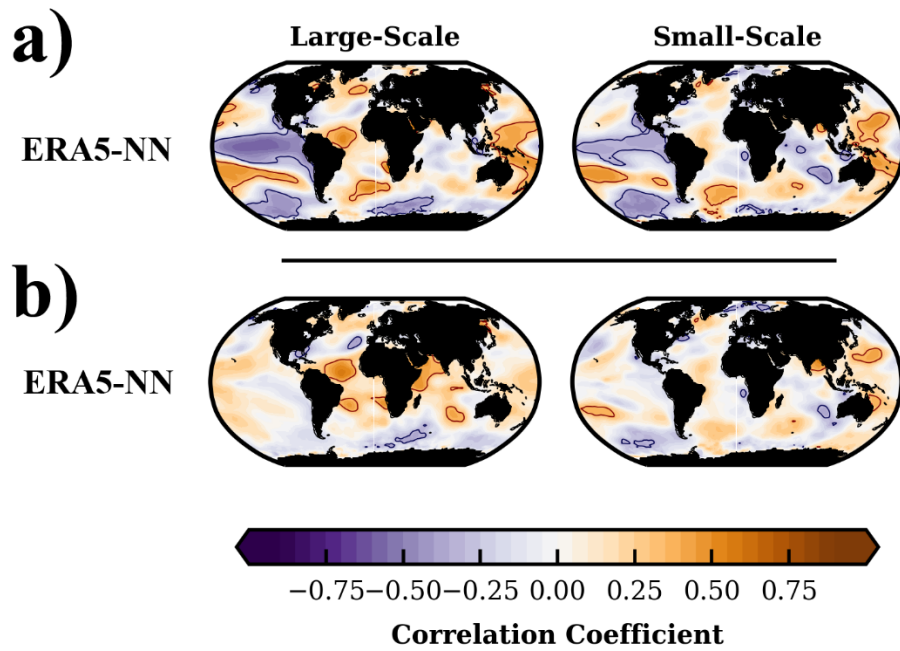 a)
Large-Scale Small-Scale
ERA5-NN
b)
ERA5-NN
−0.75 −0.50 −0.25 0.00 0.25 0.50 0.75
Correlation Coefficient